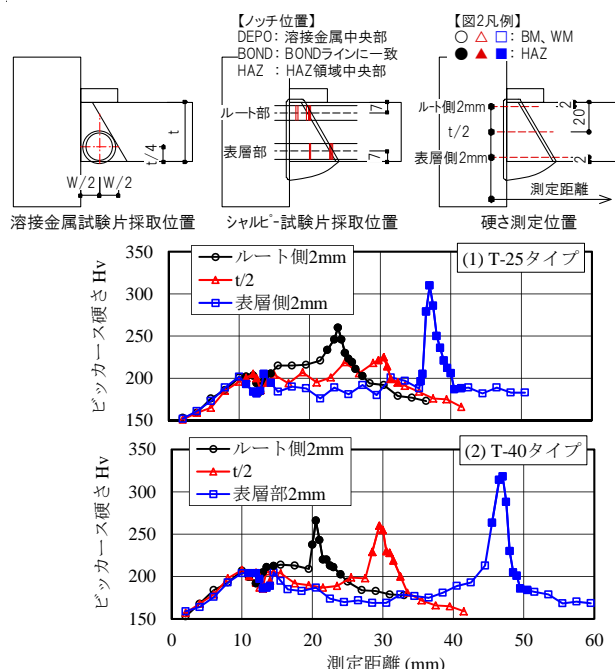 【ノッチ位置】
DEPO：溶接金属中央部
BOND：BONDラインに一致
HAZ ：HAZ領域中央部
【図2凡例】
○ △ □：BM、WM
● ▲ ■：HAZ
t
t/4
W/2 W/2
溶接金属試験片採取位置
ルート部
表層部
7
7
シャルピｰ試験片採取位置
ルート側2mm
t/2
表層側2mm
2
20
2
測定距離
硬さ測定位置
(1) T-25タイプ
ルート側2mm
t/2
表層側2mm
ビッカース硬さ Hv
350
300
250
200
150
(2) T-40タイプ
ルート側2mm
t/2
表層部2mm
ビッカース硬さ Hv
350
300
250
200
150
0 10 20 30 40 50 60
測定距離 (mm)